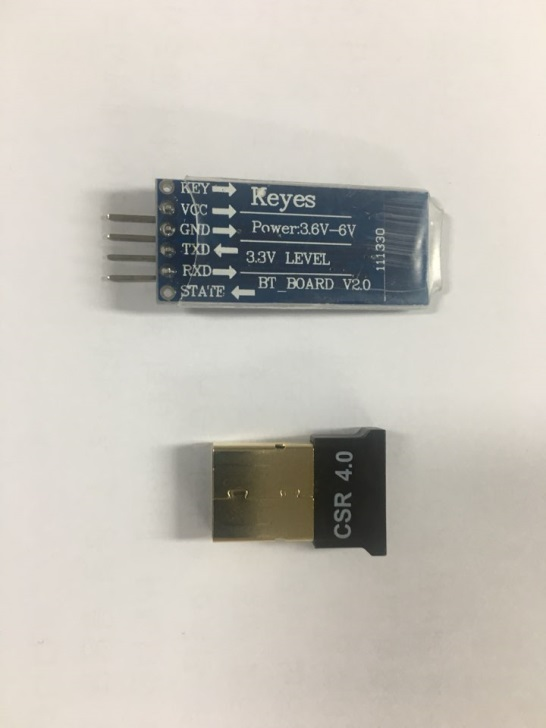 KEY
VCC
GND
TXD
RXD
STATE
Keyes
Power:3.6V-6V
3.3V LEVEL
BT_BOARD V2.0
111330
CSR 4.0